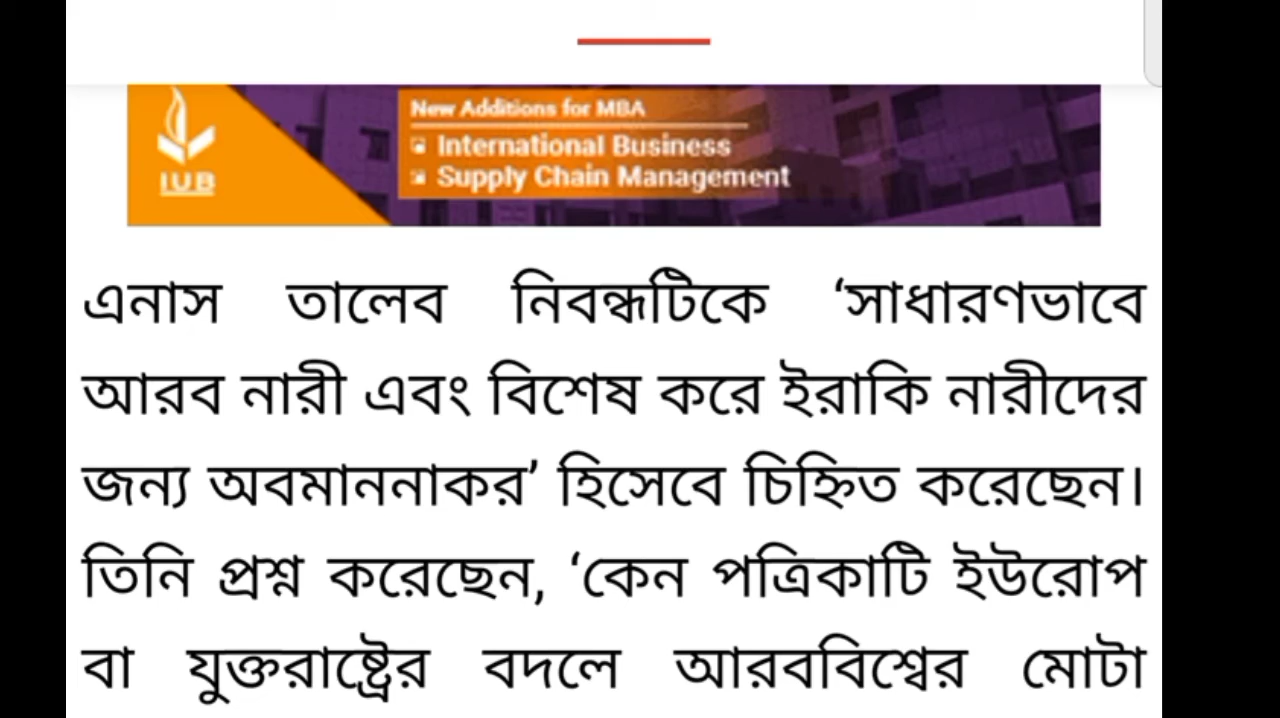 IUB
New Additions for MBA
International Business
Supply Chain Management
এনাস তালেব নিবন্ধটিকে ‘সাধারণভাবে
আরব নারী এবং বিশেষ করে ইরাকি নারীদের
জন্য অবমাননাকর’ হিসেবে চিহ্নিত করেছেন।
তিনি প্রশ্ন করেছেন, ‘কেন পত্রিকাটি ইউরোপ
বা যুক্তরাষ্ট্রের বদলে আরববিশ্বের মোটা